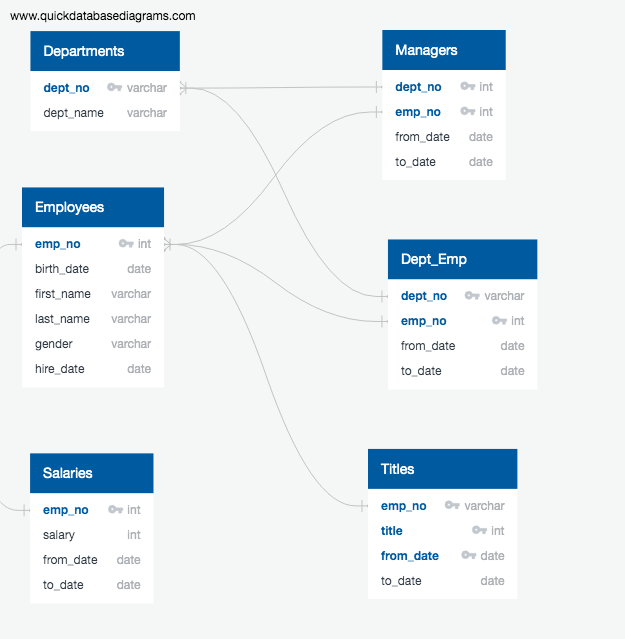 www.quickdatabasediagrams.com
Departments
dept_no varchar
dept_name varchar
Managers
dept_no int
emp_no int
from_date date
to_date date
Employees
emp_no int
birth_date date
first_name varchar
last_name varchar
gender varchar
hire_date date
Dept_Emp
dept_no varchar
emp_no int
from_date date
to_date date
Salaries
emp_no int
salary int
from_date date
to_date date
Titles
emp_no varchar
title int
from_date date
to_date date